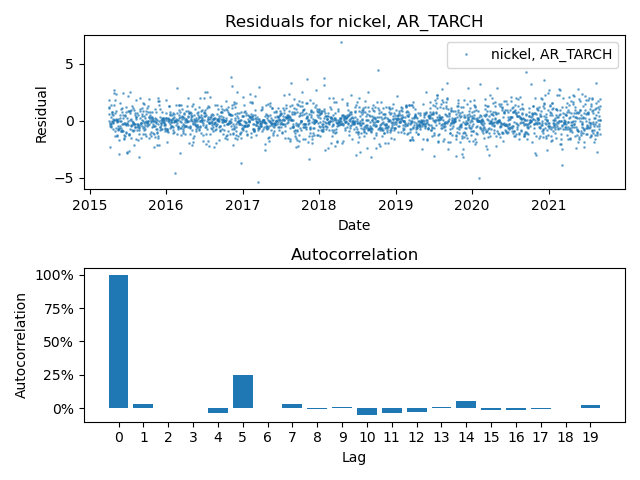 Residuals for nickel, AR_TARCH
nickel, AR_TARCH
5
0
−5
Residual
2015 2016 2017 2018 2019 2020 2021
Date
Autocorrelation
100%
75%
50%
25%
0%
Autocorrelation
0 1 2 3 4 5 6 7 8 9 10 11 12 13 14 15 16 17 18 19
Lag